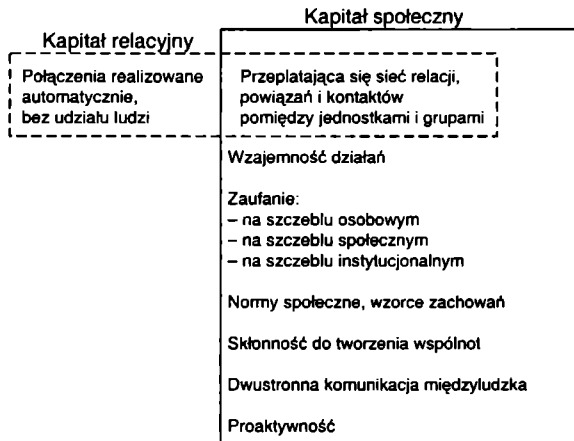 Kapitał społeczny
Kapitał relacyjny
Połączenia realizowane
automatycznie,
bez udziału ludzi
Przeplatająca się sieć relacji,
powiązań i kontaktów
pomiędzy jednostkami i grupami
Wzajemność działań
Zaufanie:
– na szczeblu osobowym
– na szczeblu społecznym
– na szczeblu instytucjonalnym
Normy społeczne, wzorce zachowań
Skłonność do tworzenia wspólnot
Dwustronna komunikacja międzyludzka
Proaktywność